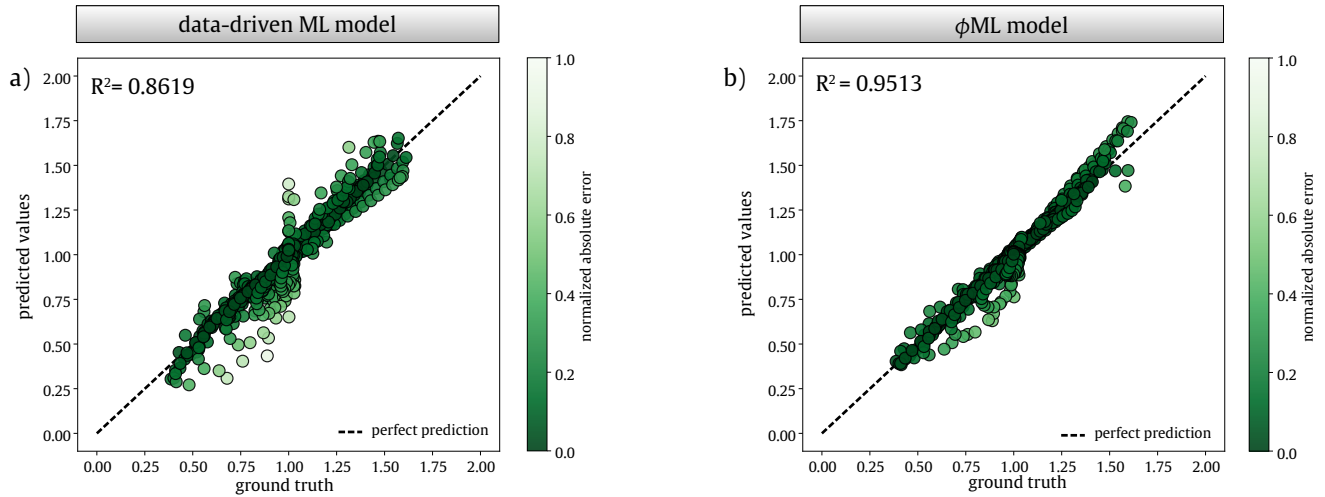 data-driven ML model
a)
R²= 0.8619
2.00
1.75
1.50
1.25
1.00
0.75
0.50
0.25
0.00
predicted values
0.00 0.25 0.50 0.75 1.00 1.25 1.50 1.75 2.00
ground truth
perfect prediction
1.0
0.8
0.6
0.4
0.2
0.0
normalized absolute error
ϕML model
b)
R² = 0.9513
2.00
1.75
1.50
1.25
1.00
0.75
0.50
0.25
0.00
predicted values
0.00 0.25 0.50 0.75 1.00 1.25 1.50 1.75 2.00
ground truth
perfect prediction
1.0
0.8
0.6
0.4
0.2
0.0
normalized absolute error